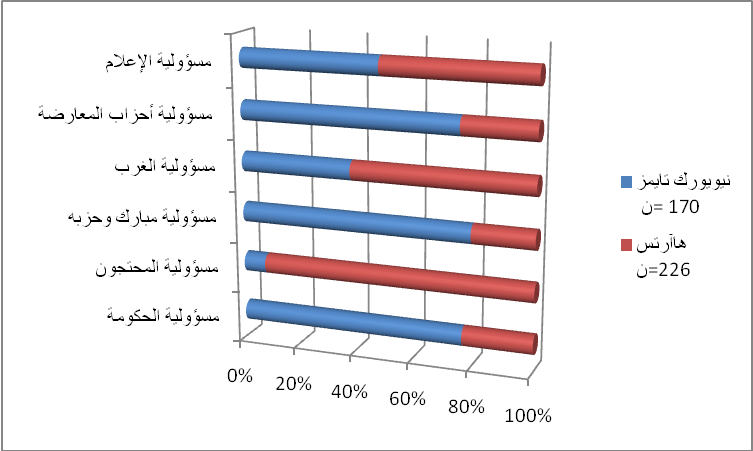 مسؤولية الإعلام
مسؤولية أحزاب المعارضة
مسؤولية الغرب
مسؤولية مبارك وحزبه
مسؤولية المحتجون
مسؤولية الحكومة
0%
20%
40%
60%
80%
100%
نيويورك تايمز
ن= 170
هاآرتس
ن=226